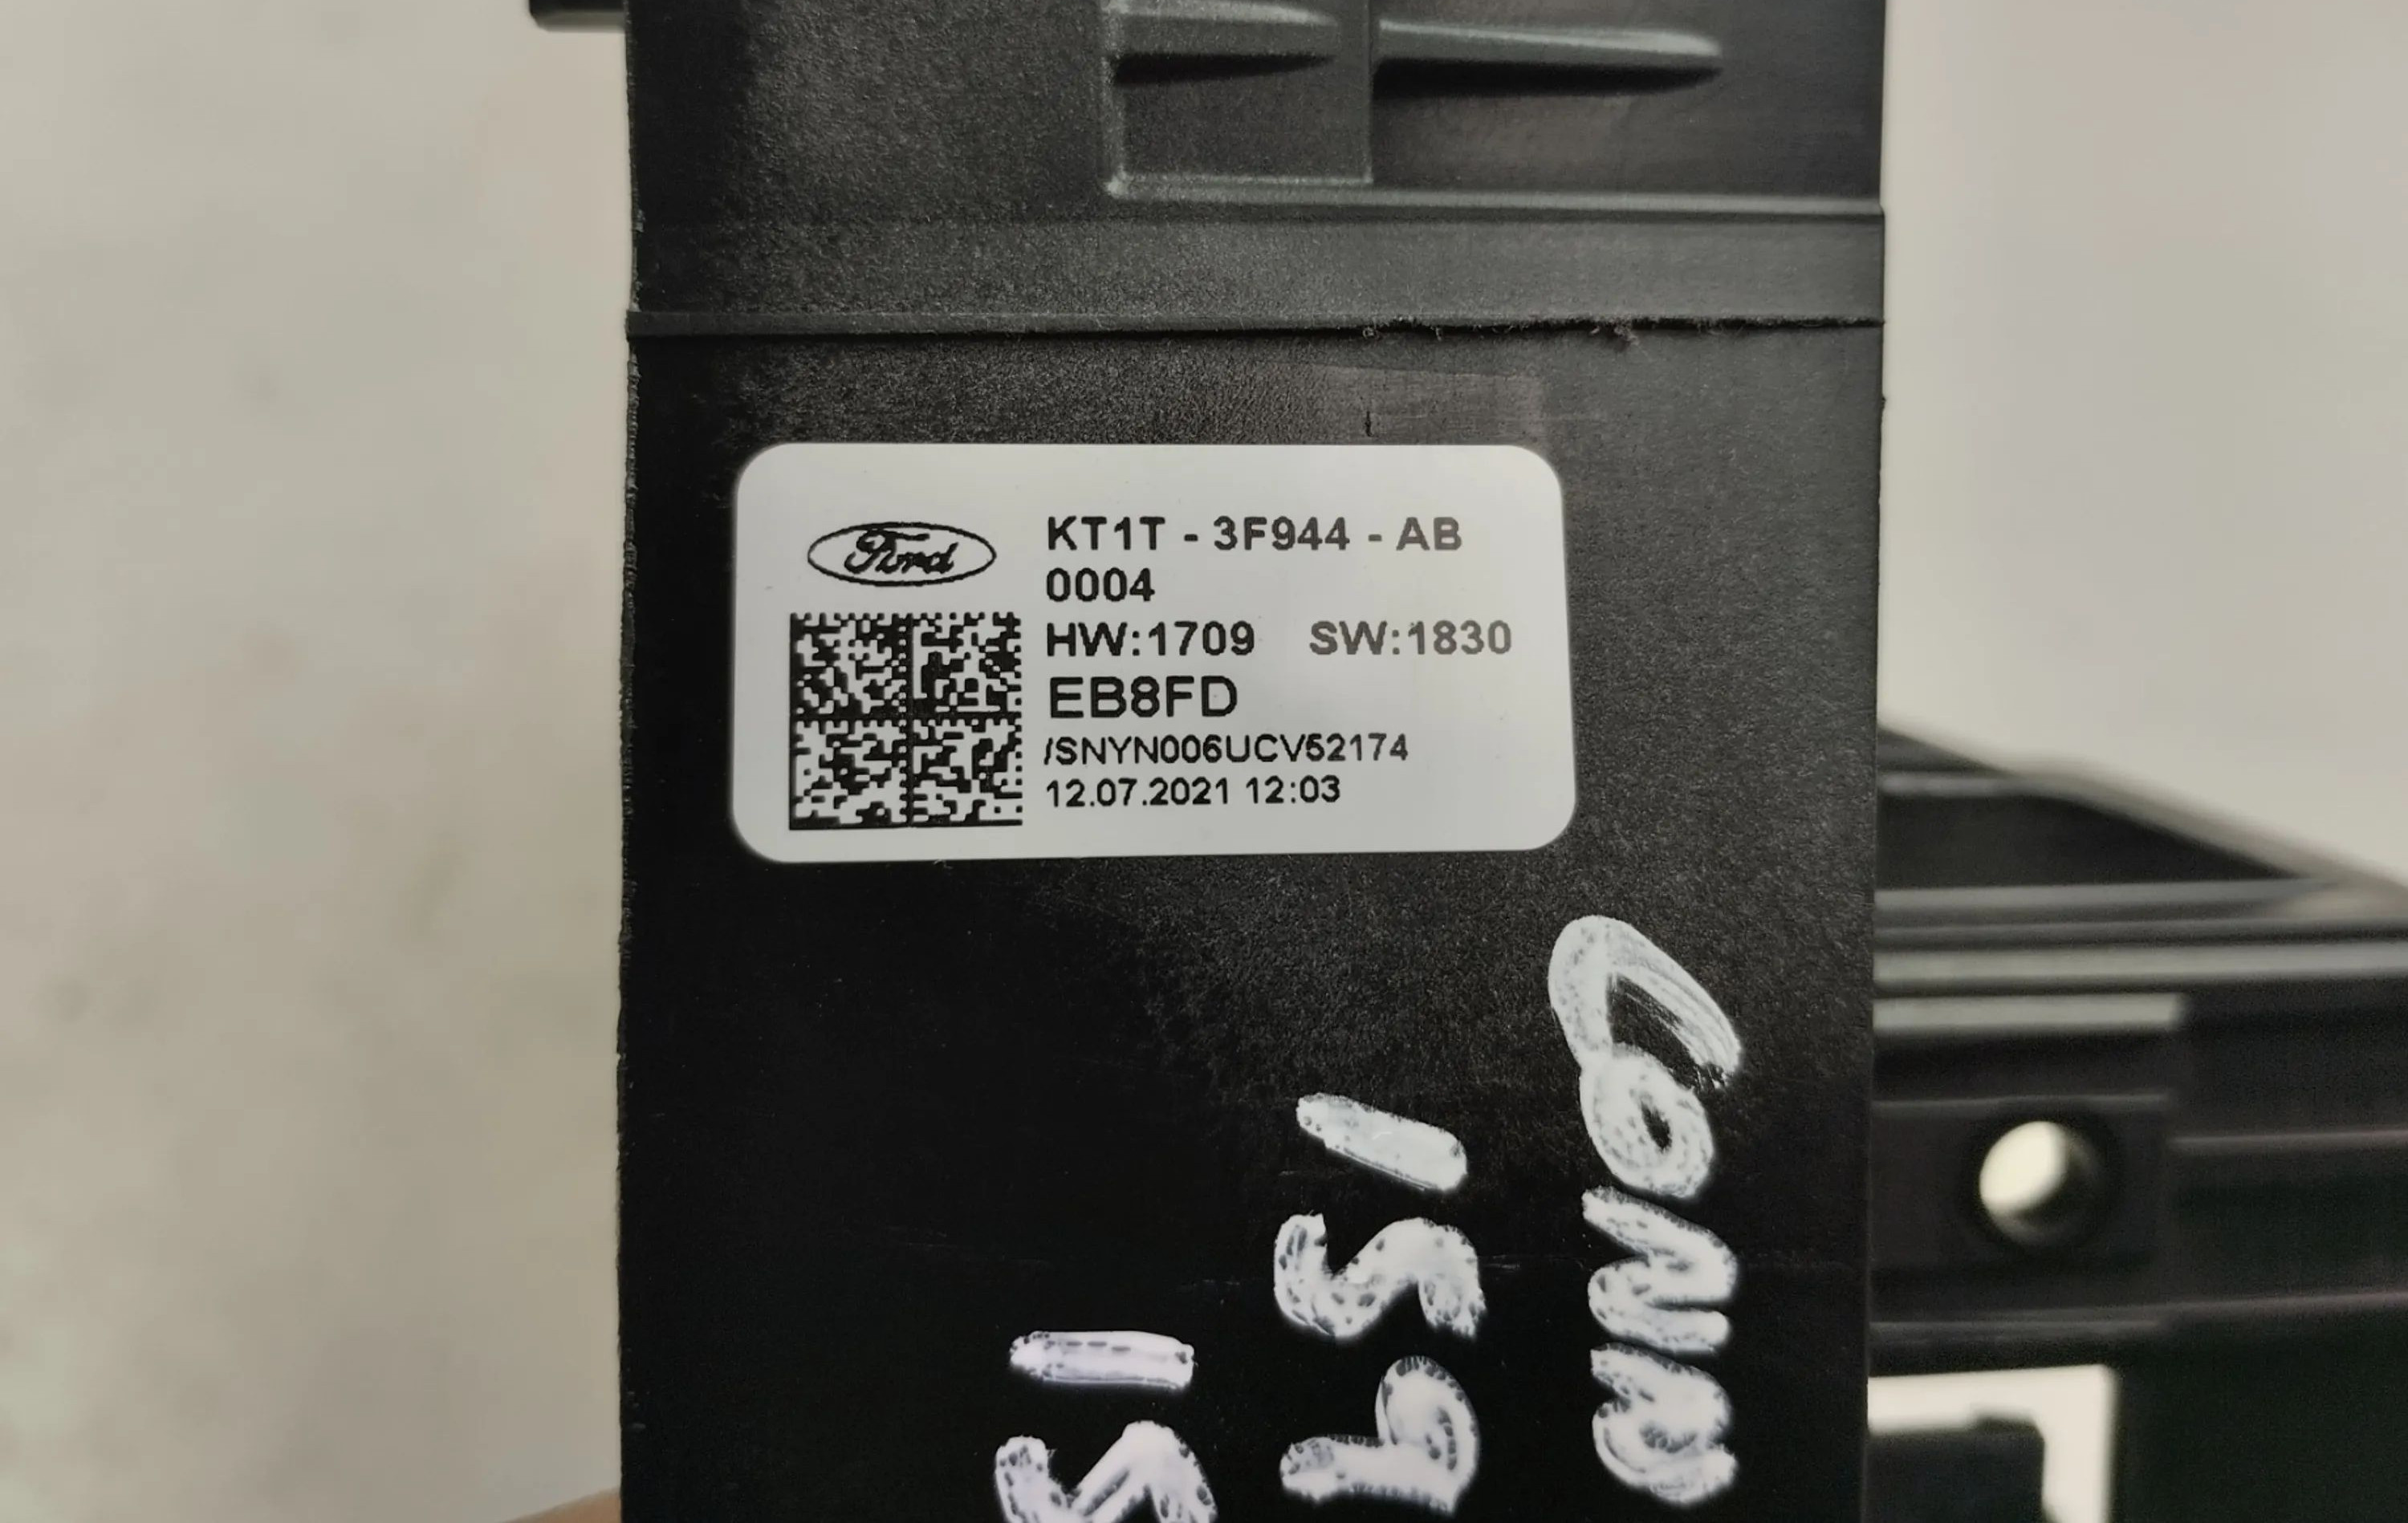 Ford
KT1T - 3F944 - AB
0004
HW:1709 SW:1830
EB8FD
/SNYN006UCV52174
12.07.2021 12:03